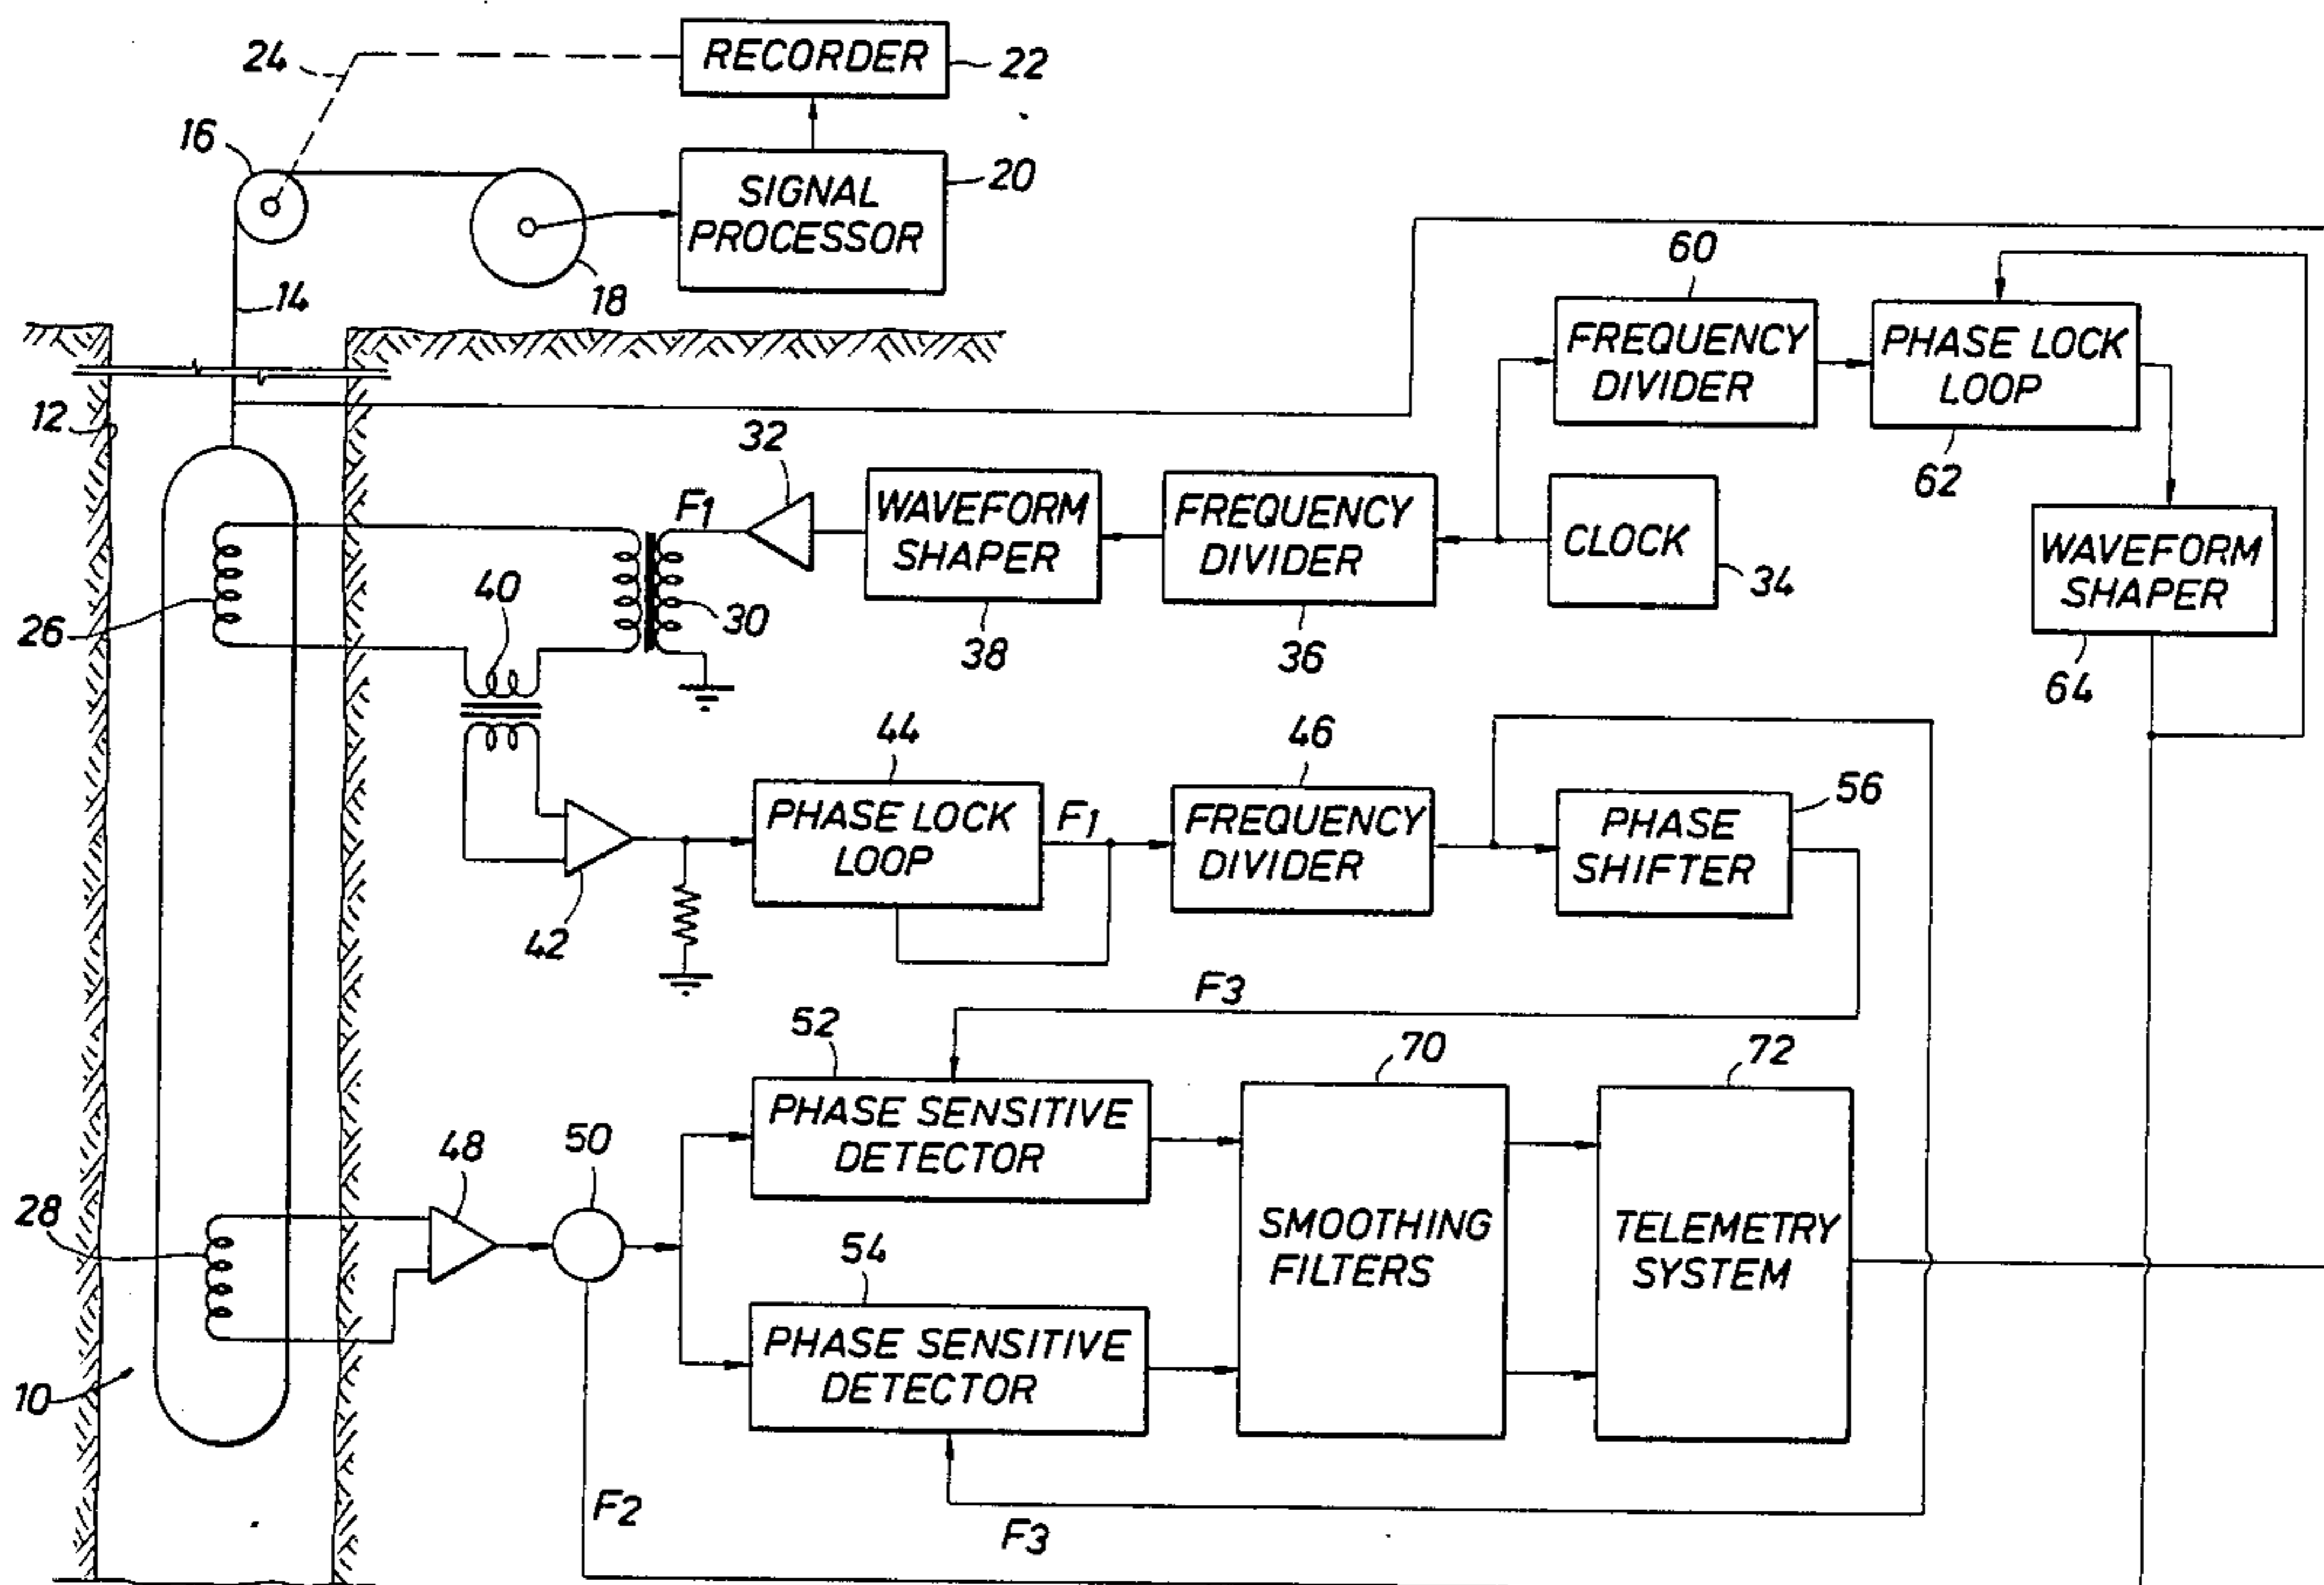 24
RECORDER
22
16
SIGNAL
PROCESSOR
20
14
18
60
FREQUENCY
DIVIDER
PHASE LOCK
LOOP
62
12
32
F1
WAVEFORM
SHAPER
38
FREQUENCY
DIVIDER
36
CLOCK
34
WAVEFORM
SHAPER
64
26
40
30
44
46
PHASE LOCK
LOOP
F1
FREQUENCY
DIVIDER
PHASE
SHIFTER
56
42
F3
52
70
72
PHASE SENSITIVE
DETECTOR
48
50
28
54
SMOOTHING
FILTERS
TELEMETRY
SYSTEM
PHASE SENSITIVE
DETECTOR
10
F2
F3